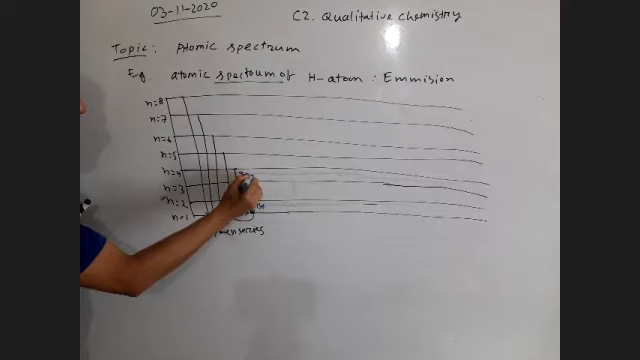 03-11-2020
C2. Qualitative chemistry
Topic: Atomic spectrum
Eg. atomic spectoum of H-atom: Emmision
n=8
n=7
n=6
n=5
n=4
n=3
n=2
n=1
series